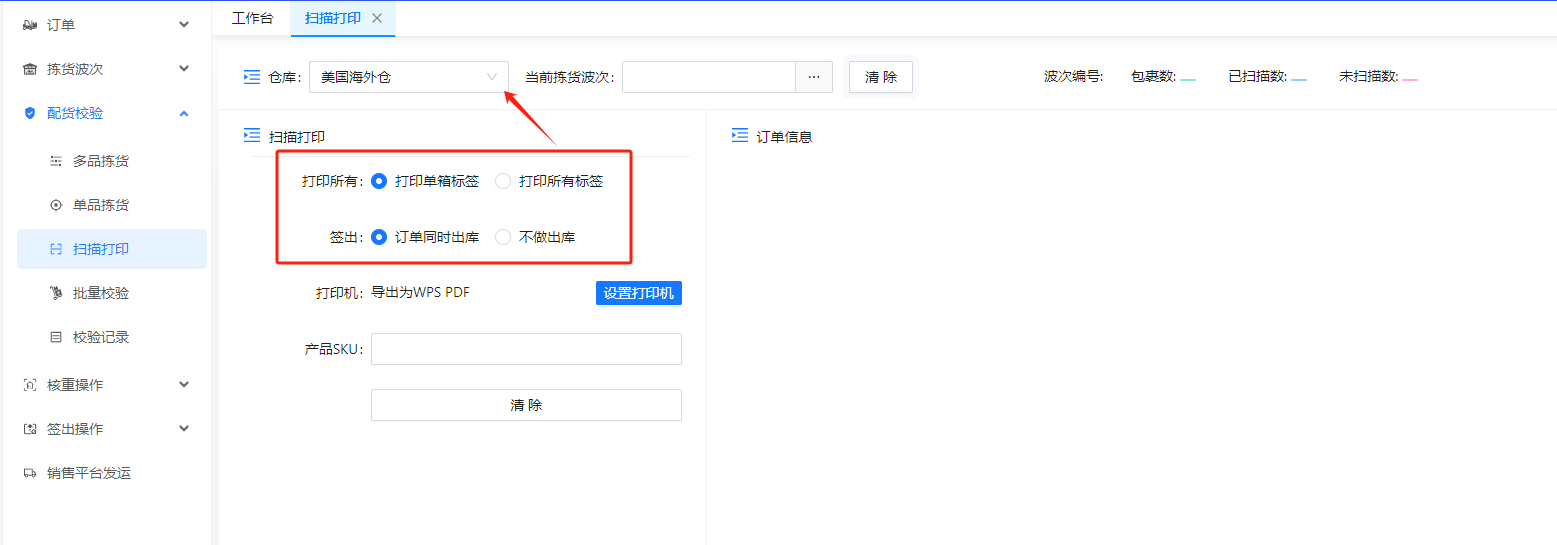 订单
拣货波次
配货校验
多品拣货
单品拣货
扫描打印
批量校验
校验记录
核重操作
签出操作
销售平台发运
工作台 扫描打印
仓库: 美国海外仓 当前拣货波次: ... 清 除 波次编号: 包裹数: 已扫描数: 未扫描数:
扫描打印
打印所有: 打印单箱标签 打印所有标签
签出: 订单同时出库 不做出库
打印机: 导出为WPS PDF 设置打印机
产品SKU:
清 除
订单信息